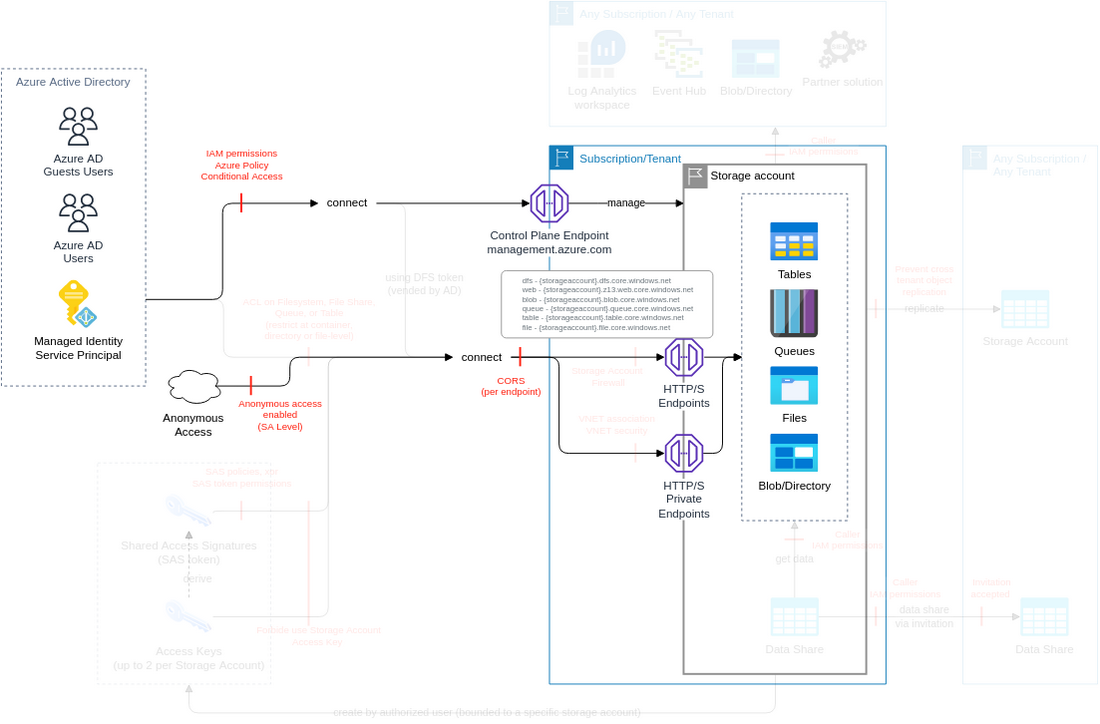 Any Subscription / Any Tenant
Log Analytics
workspace
Event Hub
Blob/Directory
Partner solution
Azure Active Directory
Azure AD
Guests Users
Azure AD
Users
Managed Identity
Service Principal
IAM permissions
Azure Policy
Conditional Access
connect
using DFS token
(vended by AD)
ACL on Filesystem, File Share,
Queue, or Table
(restrict at container,
directory or file-level)
Anonymous
Access
Anonymous access
enabled
(SA Level)
connect
CORS
(per endpoint)
Caller
IAM permissions
Subscription/Tenant
Storage account
Control Plane Endpoint
management.azure.com
manage
dfs - {storageaccount}.dfs.core.windows.net
web - {storageaccount}.z13.web.core.windows.net
blob - {storageaccount}.blob.core.windows.net
queue - {storageaccount}.queue.core.windows.net
table - {storageaccount}.table.core.windows.net
file - {storageaccount}.file.core.windows.net
Storage Account
Firewall
HTTP/S
Endpoints
VNET association
VNET security
HTTP/S
Private
Endpoints
Tables
Queues
Files
Blob/Directory
Any Subscription /
Any Tenant
Prevent cross
tenant object
replication
replicate
Storage Account
SAS policies, xjx
SAS token permissions
Shared Access Signatures
(SAS token)
derive
Access Keys
(up to 2 per Storage Account)
Storage Account
Access Key
Caller
IAM permissions
get data
Data Share
Caller
IAM permissions
data share
via invitation
Invitation
accepted
Data Share
create by authorized user (bounded to a specific storage account)